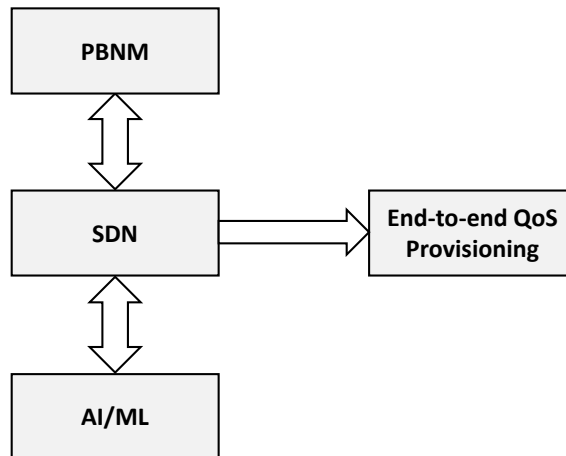 PBNM
SDN
End-to-end QoS
Provisioning
AI/ML